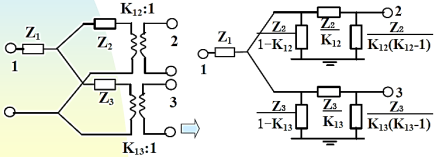 K12:1
Z1
Z2
2
1
3
Z3
K13:1
Z1
1
Z2
1-K12
Z2
K12
2
Z2
K12(K12-1)
Z3
1-K13
Z3
K13
3
Z3
K13(K13-1)